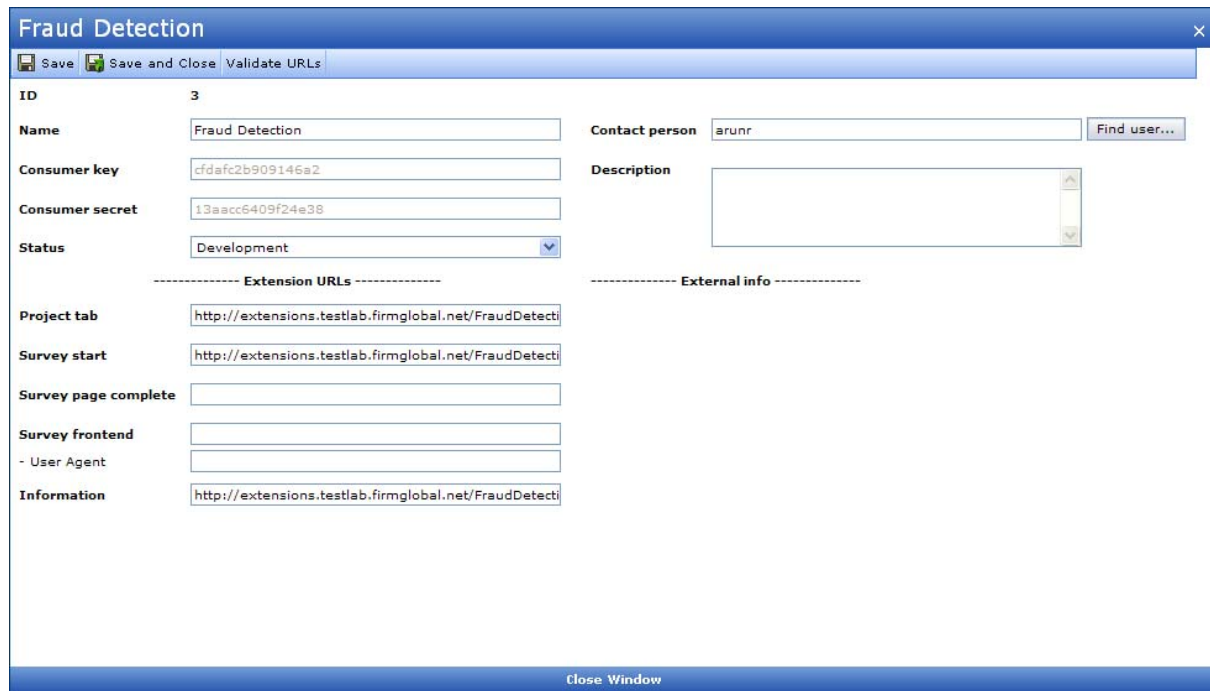 Fraud Detection
Save Save and Close Validate URLs
ID 3
Name Fraud Detection Contact person arunr Find user...
Consumer key cfdafc2b909146a2 Description
Consumer secret 13aacc6409f24e38
Status Development
-------------- Extension URLs -------------- -------------- External info --------------
Project tab http://extensions.testlab.firmglobal.net/FraudDetecti
Survey start http://extensions.testlab.firmglobal.net/FraudDetecti
Survey page complete
Survey frontend
- User Agent
Information http://extensions.testlab.firmglobal.net/FraudDetecti
Close Window